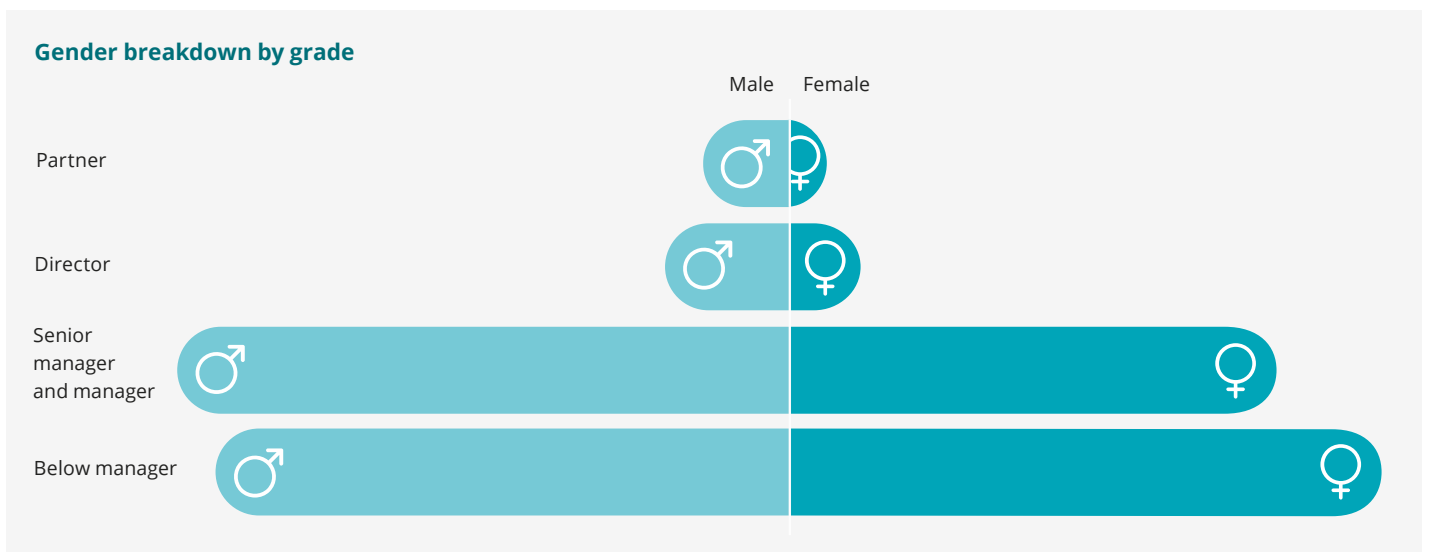 Gender breakdown by grade
Male Female
Partner
Director
Senior
manager
and manager
Below manager